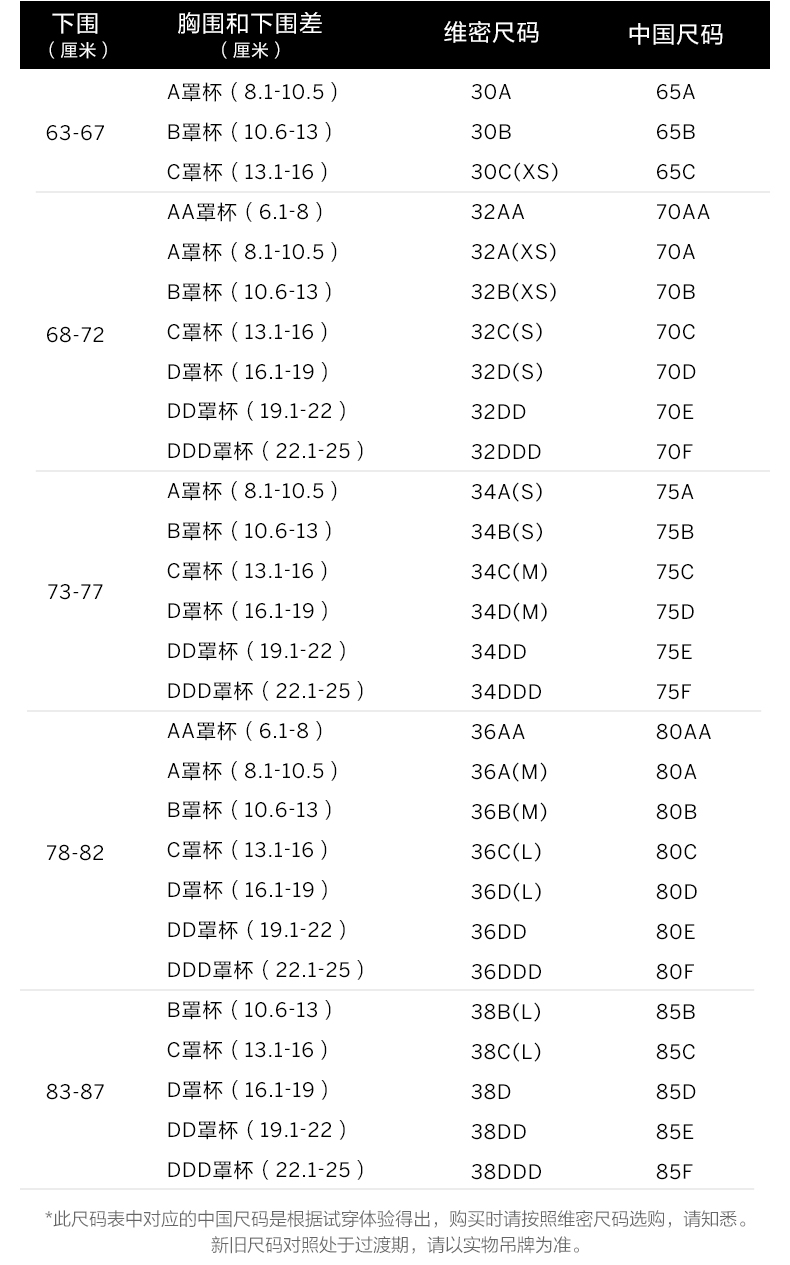 下围 胸围和下围差 维密尺码 中国尺码
（厘米） （厘米）
A罩杯（8.1-10.5） 30A 65A
63-67 B罩杯（10.6-13） 30B 65B
C罩杯（13.1-16） 30C(XS) 65C
AA罩杯（6.1-8） 32AA 70AA
A罩杯（8.1-10.5） 32A(XS) 70A
B罩杯（10.6-13） 32B(XS) 70B
68-72 C罩杯（13.1-16） 32C(S) 70C
D罩杯（16.1-19） 32D(S) 70D
DD罩杯（19.1-22） 32DD 70E
DDD罩杯（22.1-25） 32DDD 70F
A罩杯（8.1-10.5） 34A(S) 75A
B罩杯（10.6-13） 34B(S) 75B
73-77 C罩杯（13.1-16） 34C(M) 75C
D罩杯（16.1-19） 34D(M) 75D
DD罩杯（19.1-22） 34DD 75E
DDD罩杯（22.1-25） 34DDD 75F
AA罩杯（6.1-8） 36AA 80AA
A罩杯（8.1-10.5） 36A(M) 80A
B罩杯（10.6-13） 36B(M) 80B
78-82 C罩杯（13.1-16） 36C(L) 80C
D罩杯（16.1-19） 36D(L) 80D
DD罩杯（19.1-22） 36DD 80E
DDD罩杯（22.1-25） 36DDD 80F
B罩杯（10.6-13） 38B(L) 85B
C罩杯（13.1-16） 38C(L) 85C
83-87 D罩杯（16.1-19） 38D 85D
DD罩杯（19.1-22） 38DD 85E
DDD罩杯（22.1-25） 38DDD 85F
*此尺码表中对应的中国尺码是根据试穿体验得出，购买时请按照维密尺码选购，请知悉。
新旧尺码对照处于过渡期，请以实物吊牌为准。